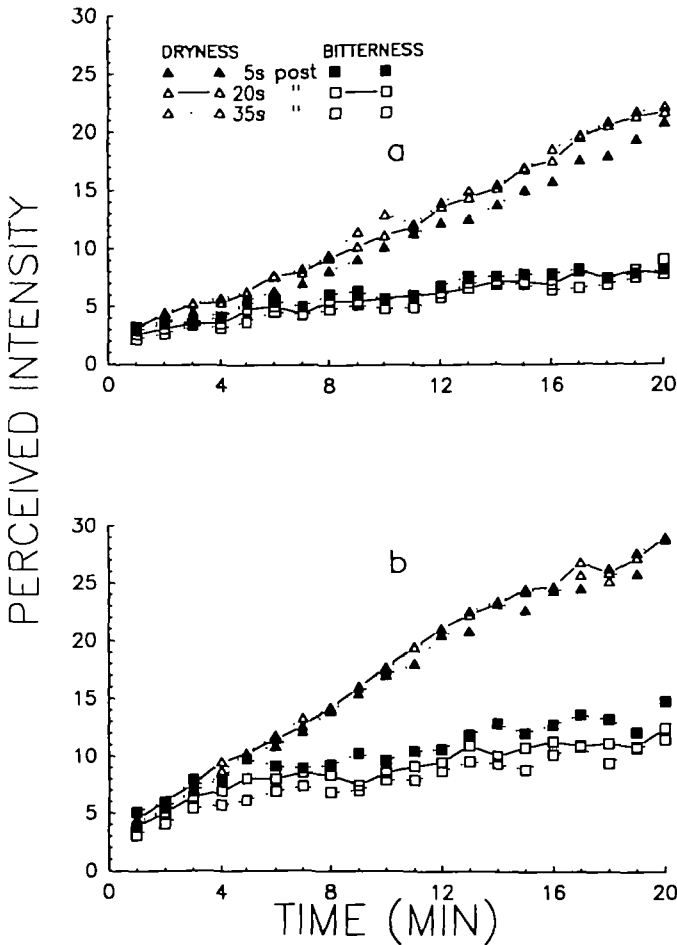 PERCEIVED INTENSITY
30
25
20
15
10
5
0
DRYNESS BITTERNESS
5s post
20s "
35s "
a
0 4 8 12 16 20
30
25
20
15
10
5
0
b
0 4 8 12 16 20
TIME (MIN)